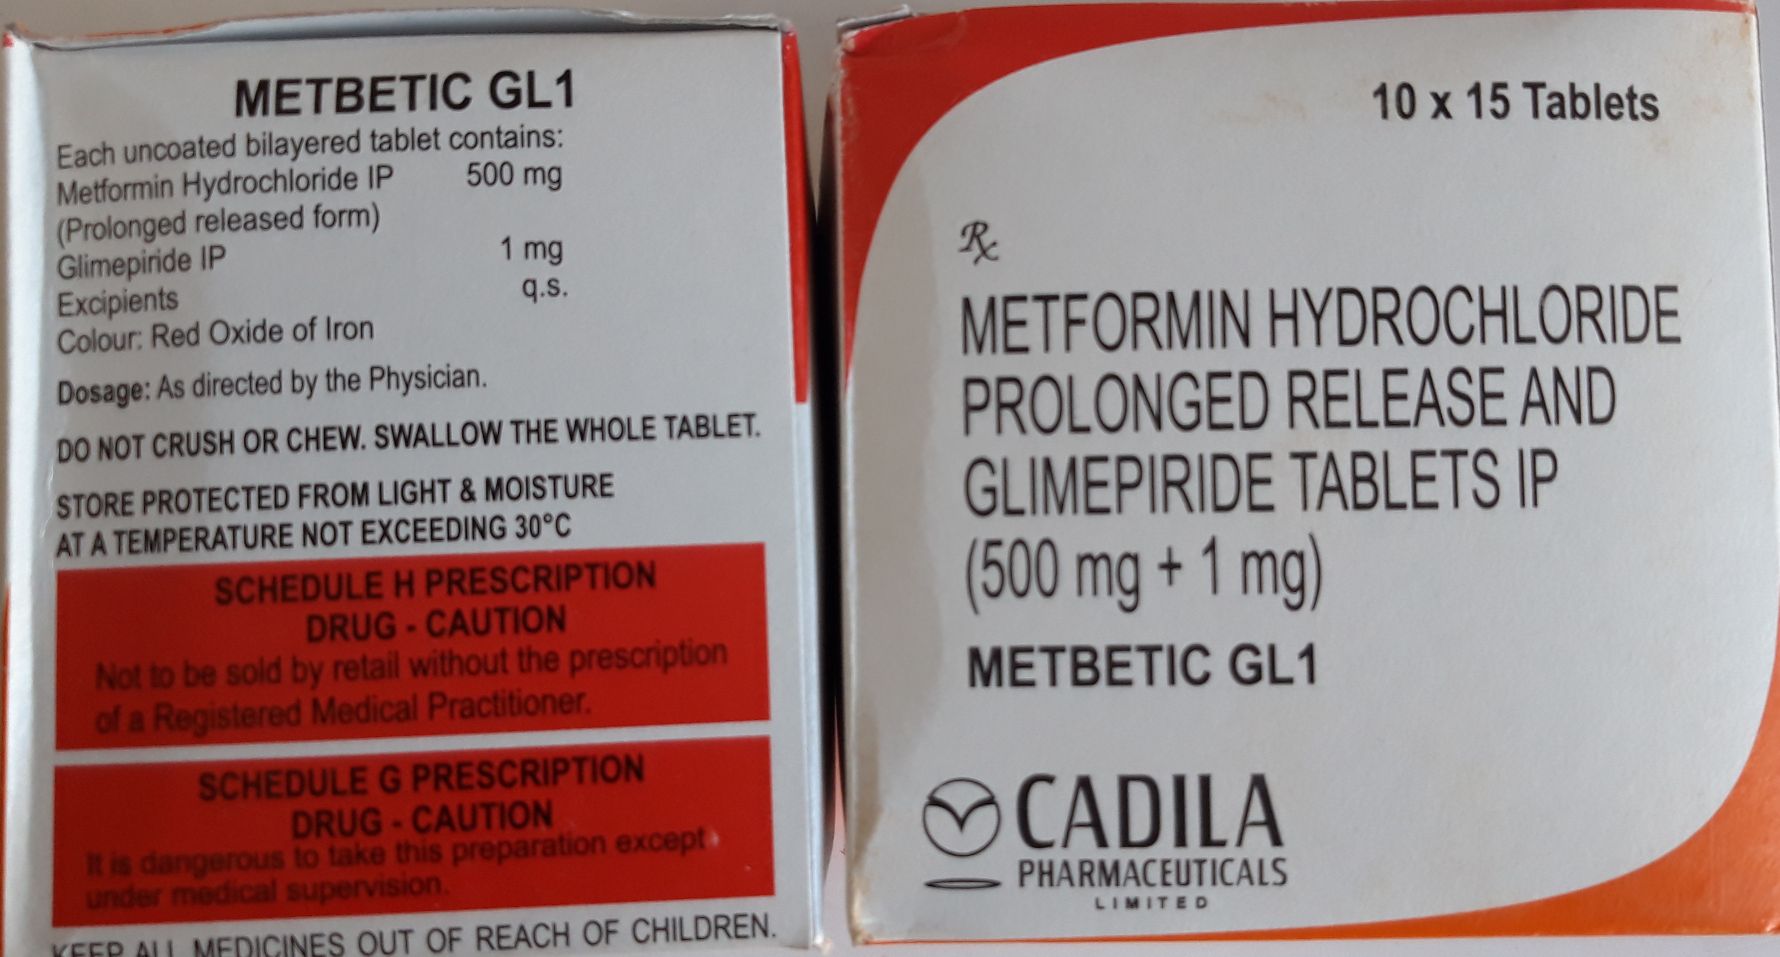 METBETIC GL1
Each uncoated bilayered tablet contains:
Metformin Hydrochloride IP 500 mg
(Prolonged released form)
Glimepiride IP 1 mg
Excipients q.s.
Colour: Red Oxide of Iron
Dosage: As directed by the Physician.
DO NOT CRUSH OR CHEW. SWALLOW THE WHOLE TABLET.
STORE PROTECTED FROM LIGHT & MOISTURE
AT A TEMPERATURE NOT EXCEEDING 30°C
SCHEDULE H PRESCRIPTION
DRUG - CAUTION
Not to be sold by retail without the prescription
of a Registered Medical Practitioner.
SCHEDULE G PRESCRIPTION
DRUG - CAUTION
It is dangerous to take this preparation except
under medical supervision.
KEEP ALL MEDICINES OUT OF REACH OF CHILDREN.
10 x 15 Tablets
Rx
METFORMIN HYDROCHLORIDE
PROLONGED RELEASE AND
GLIMEPIRIDE TABLETS IP
(500 mg + 1 mg)
METBETIC GL1
CADILA
PHARMACEUTICALS
LIMITED